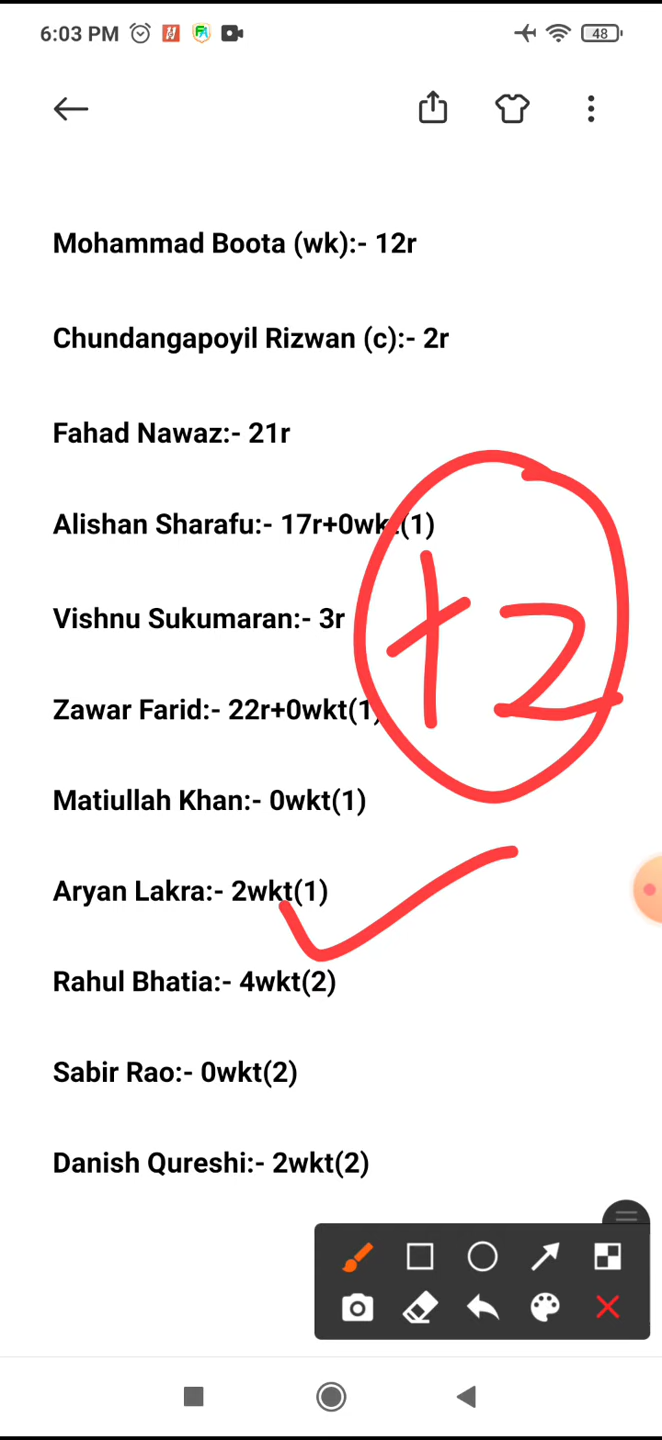 6:03 PM
48
Mohammad Boota (wk):- 12r
Chundangapoyil Rizwan (c):- 2r
Fahad Nawaz:- 21r
Alishan Sharafu:- 17r+0wkt(1)
Vishnu Sukumaran:- 3r
+2
Zawar Farid:- 22r+0wkt(1)
Matiullah Khan:- 0wkt(1)
Aryan Lakra:- 2wkt(1)
Rahul Bhatia:- 4wkt(2)
Sabir Rao:- 0wkt(2)
Danish Qureshi:- 2wkt(2)